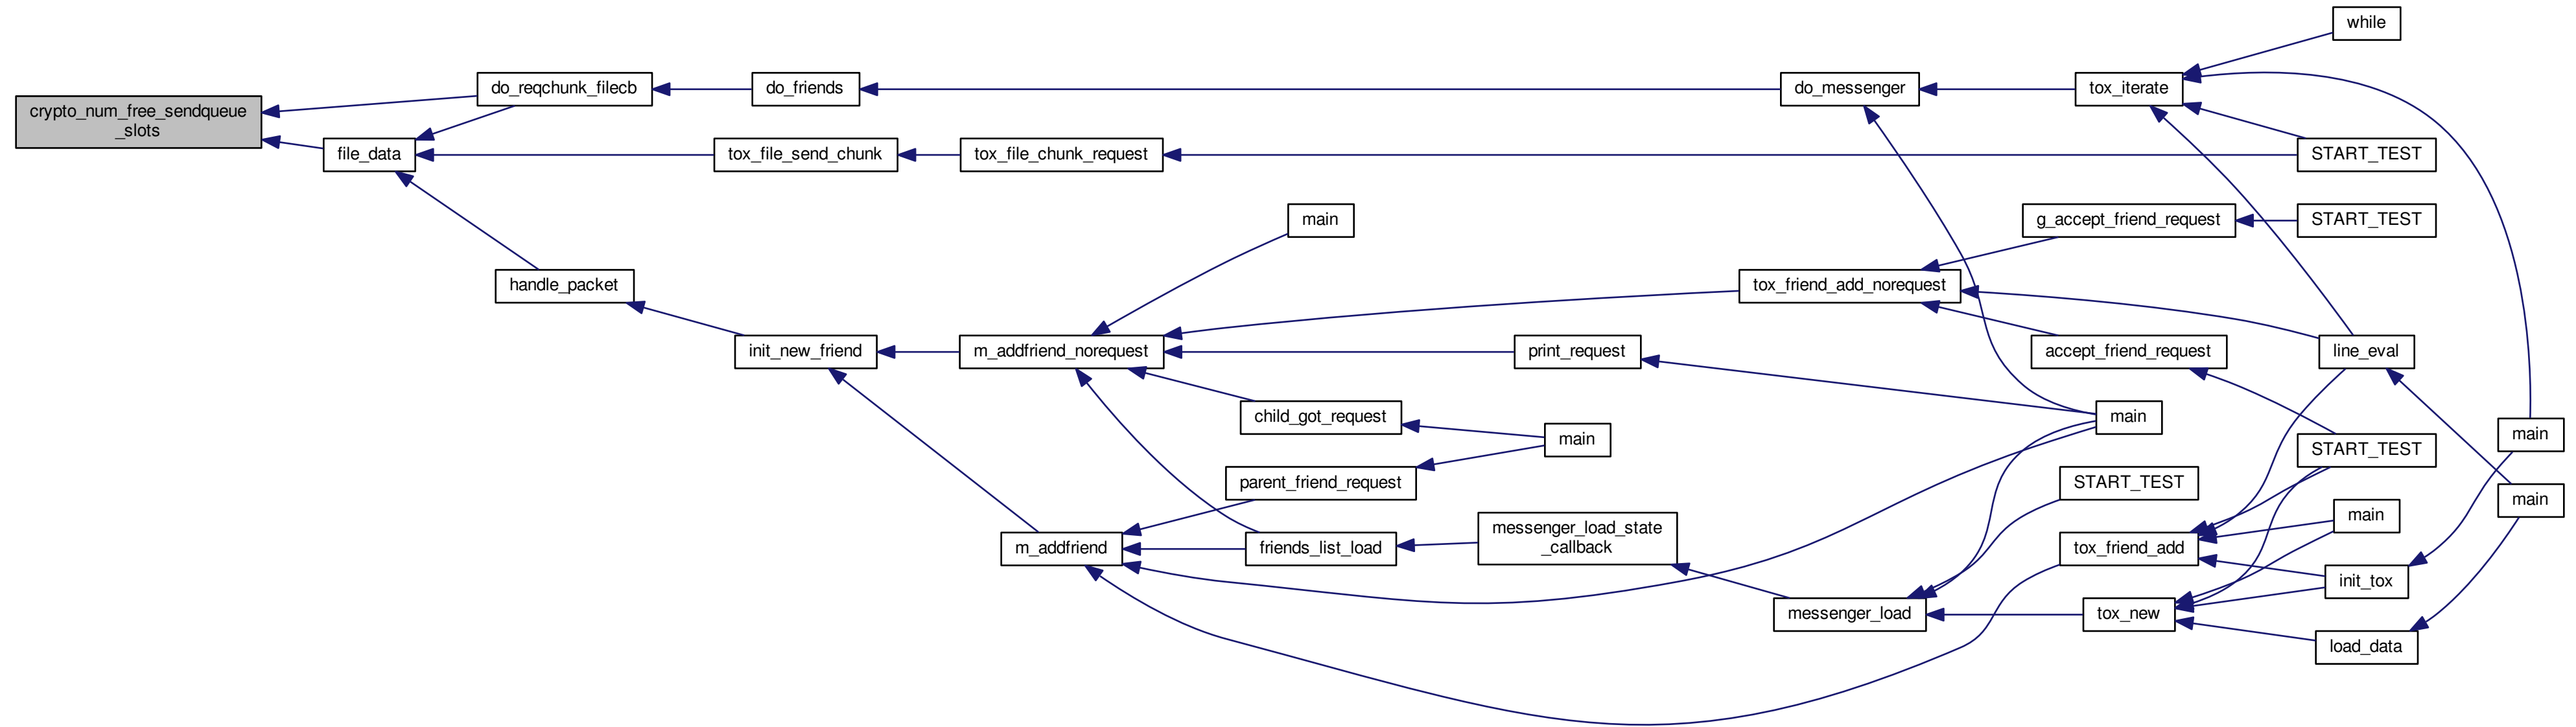 while
do_reqchunk_filecb
do_friends
do_messenger
tox_iterate
crypto_num_free_sendqueue
_slots
file_data
tox_file_send_chunk
tox_file_chunk_request
START_TEST
main
g_accept_friend_request
START_TEST
handle_packet
tox_friend_add_norequest
init_new_friend
m_addfriend_norequest
print_request
accept_friend_request
line_eval
child_got_request
main
main
main
parent_friend_request
START_TEST
START_TEST
main
m_addfriend
friends_list_load
messenger_load_state
_callback
tox_friend_add
main
init_tox
messenger_load
tox_new
load_data